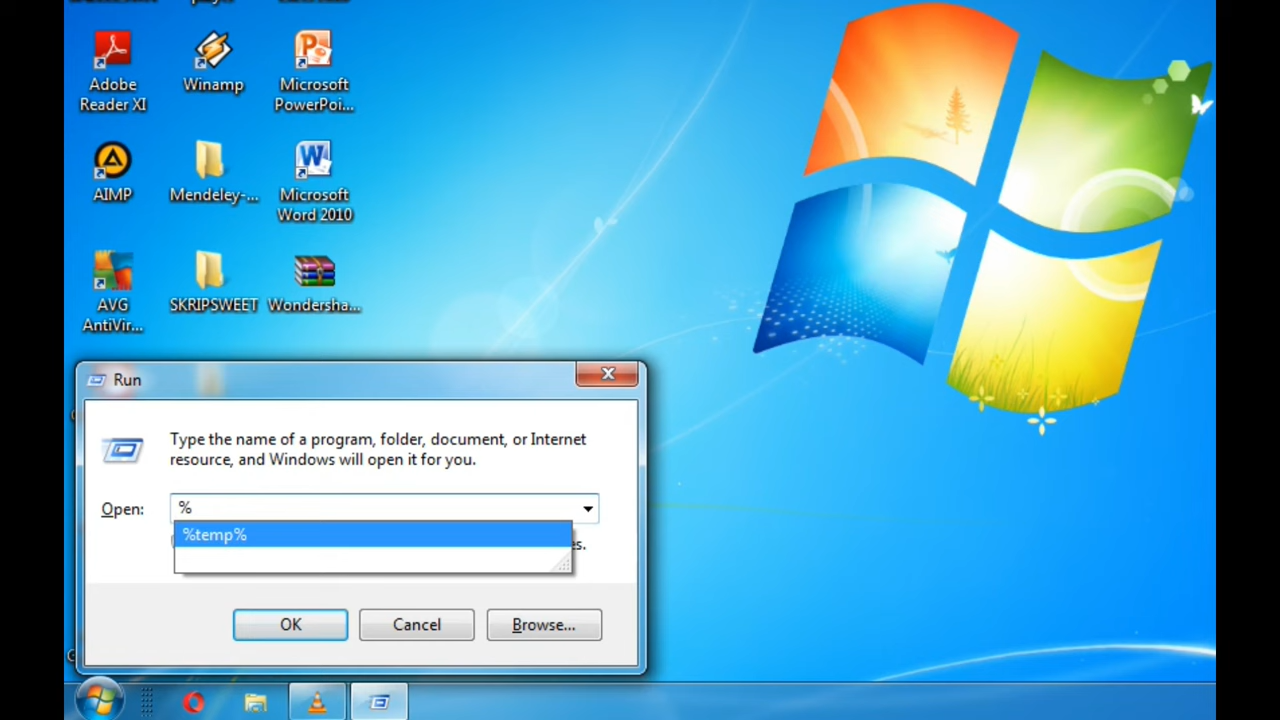 Adobe
Reader XI
Winamp
Microsoft
PowerPoi...
AIMP
Mendeley-...
Microsoft
Word 2010
AVG
AntiVir...
SKRIPSWEET
Wondersha...
Run
Type the name of a program, folder, document, or Internet
resource, and Windows will open it for you.
Open:
%
%temp%
es.
OK
Cancel
Browse...